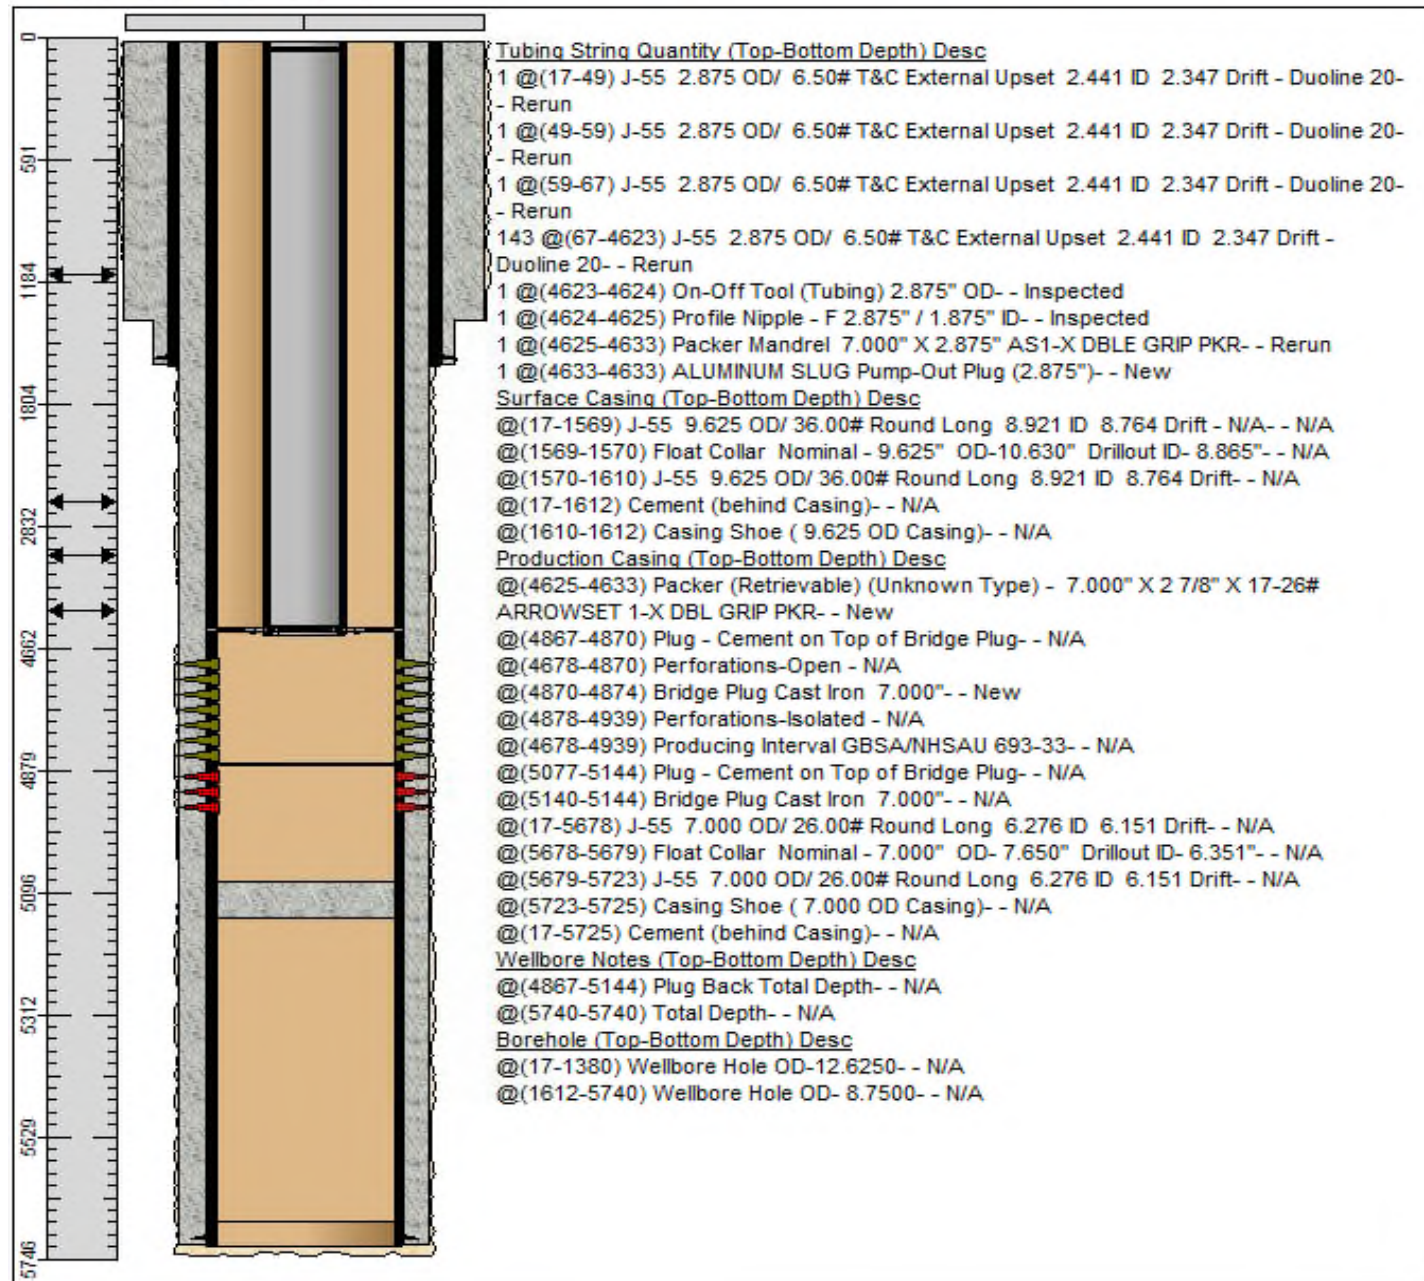 0
591
1184
1804
2832
4662
4879
5096
5312
5529
5746
Tubing String Quantity (Top-Bottom Depth) Desc
1 @(17-49) J-55 2.875 OD/ 6.50# T&C External Upset 2.441 ID 2.347 Drift - Duoline 20-
- Rerun
1 @(49-59) J-55 2.875 OD/ 6.50# T&C External Upset 2.441 ID 2.347 Drift - Duoline 20-
- Rerun
1 @(59-67) J-55 2.875 OD/ 6.50# T&C External Upset 2.441 ID 2.347 Drift - Duoline 20-
- Rerun
143 @(67-4623) J-55 2.875 OD/ 6.50# T&C External Upset 2.441 ID 2.347 Drift -
Duoline 20- - Rerun
1 @(4623-4624) On-Off Tool (Tubing) 2.875" OD- - Inspected
1 @(4624-4625) Profile Nipple - F 2.875" / 1.875" ID- - Inspected
1 @(4625-4633) Packer Mandrel 7.000" X 2.875" AS1-X DBLE GRIP PKR- - Rerun
1 @(4633-4633) ALUMINUM SLUG Pump-Out Plug (2.875")- - New
Surface Casing (Top-Bottom Depth) Desc
@(17-1569) J-55 9.625 OD/ 36.00# Round Long 8.921 ID 8.764 Drift - N/A- - N/A
@(1569-1570) Float Collar Nominal - 9.625" OD-10.630" Drillout ID- 8.865"- - N/A
@(1570-1610) J-55 9.625 OD/ 36.00# Round Long 8.921 ID 8.764 Drift- - N/A
@(17-1612) Cement (behind Casing)- - N/A
@(1610-1612) Casing Shoe ( 9.625 OD Casing)- - N/A
Production Casing (Top-Bottom Depth) Desc
@(4625-4633) Packer (Retrievable) (Unknown Type) - 7.000" X 2 7/8" X 17-26#
ARROWSET 1-X DBL GRIP PKR- - New
@(4867-4870) Plug - Cement on Top of Bridge Plug- - N/A
@(4678-4870) Perforations-Open - N/A
@(4870-4874) Bridge Plug Cast Iron 7.000"- - New
@(4878-4939) Perforations-Isolated - N/A
@(4678-4939) Producing Interval GBSA/NHSAU 693-33- - N/A
@(5077-5144) Plug - Cement on Top of Bridge Plug- - N/A
@(5140-5144) Bridge Plug Cast Iron 7.000"- - N/A
@(17-5678) J-55 7.000 OD/ 26.00# Round Long 6.276 ID 6.151 Drift- - N/A
@(5678-5679) Float Collar Nominal - 7.000" OD- 7.650" Drillout ID- 6.351"- - N/A
@(5679-5723) J-55 7.000 OD/ 26.00# Round Long 6.276 ID 6.151 Drift- - N/A
@(5723-5725) Casing Shoe ( 7.000 OD Casing)- - N/A
@(17-5725) Cement (behind Casing)- - N/A
Wellbore Notes (Top-Bottom Depth) Desc
@(4867-5144) Plug Back Total Depth- - N/A
@(5740-5740) Total Depth- - N/A
Borehole (Top-Bottom Depth) Desc
@(17-1380) Wellbore Hole OD-12.6250- - N/A
@(1612-5740) Wellbore Hole OD- 8.7500- - N/A